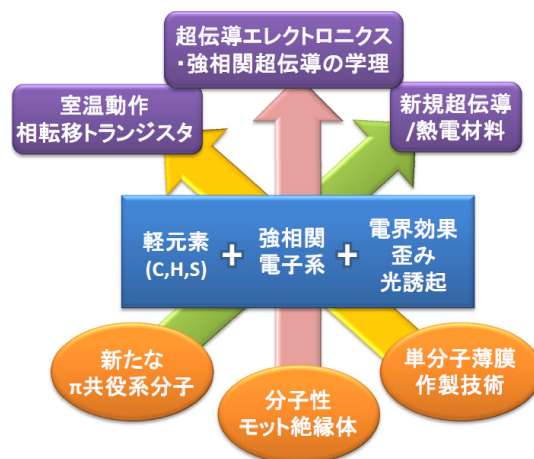 超伝導エレクトロニクス
・強相関超伝導の学理
室温動作
相転移トランジスタ
新規超伝導
/熱電材料
軽元素
(C,H,S)
+
強相関
電子系
+
電界効果
歪み
光誘起
新たな
π共役系分子
分子性
モット絶縁体
単分子薄膜
作製技術